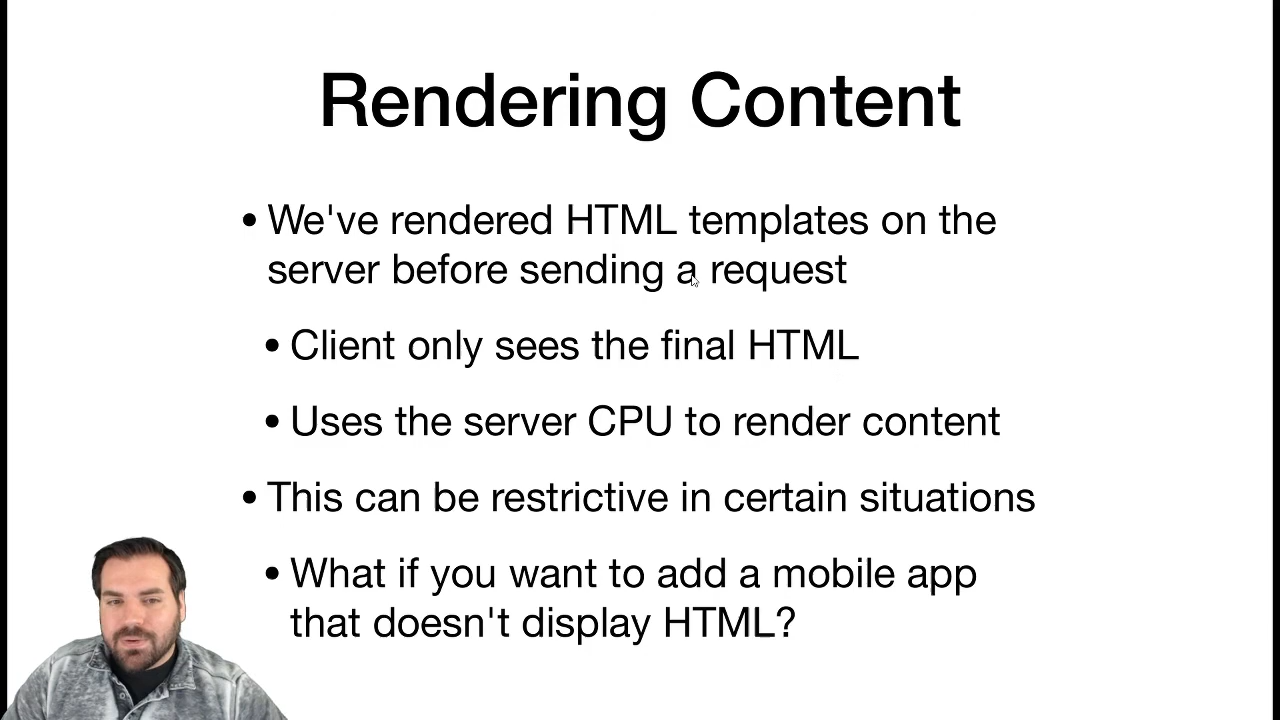 Rendering Content
• We've rendered HTML templates on the
server before sending a request
• Client only sees the final HTML
• Uses the server CPU to render content
• This can be restrictive in certain situations
• What if you want to add a mobile app
that doesn't display HTML?